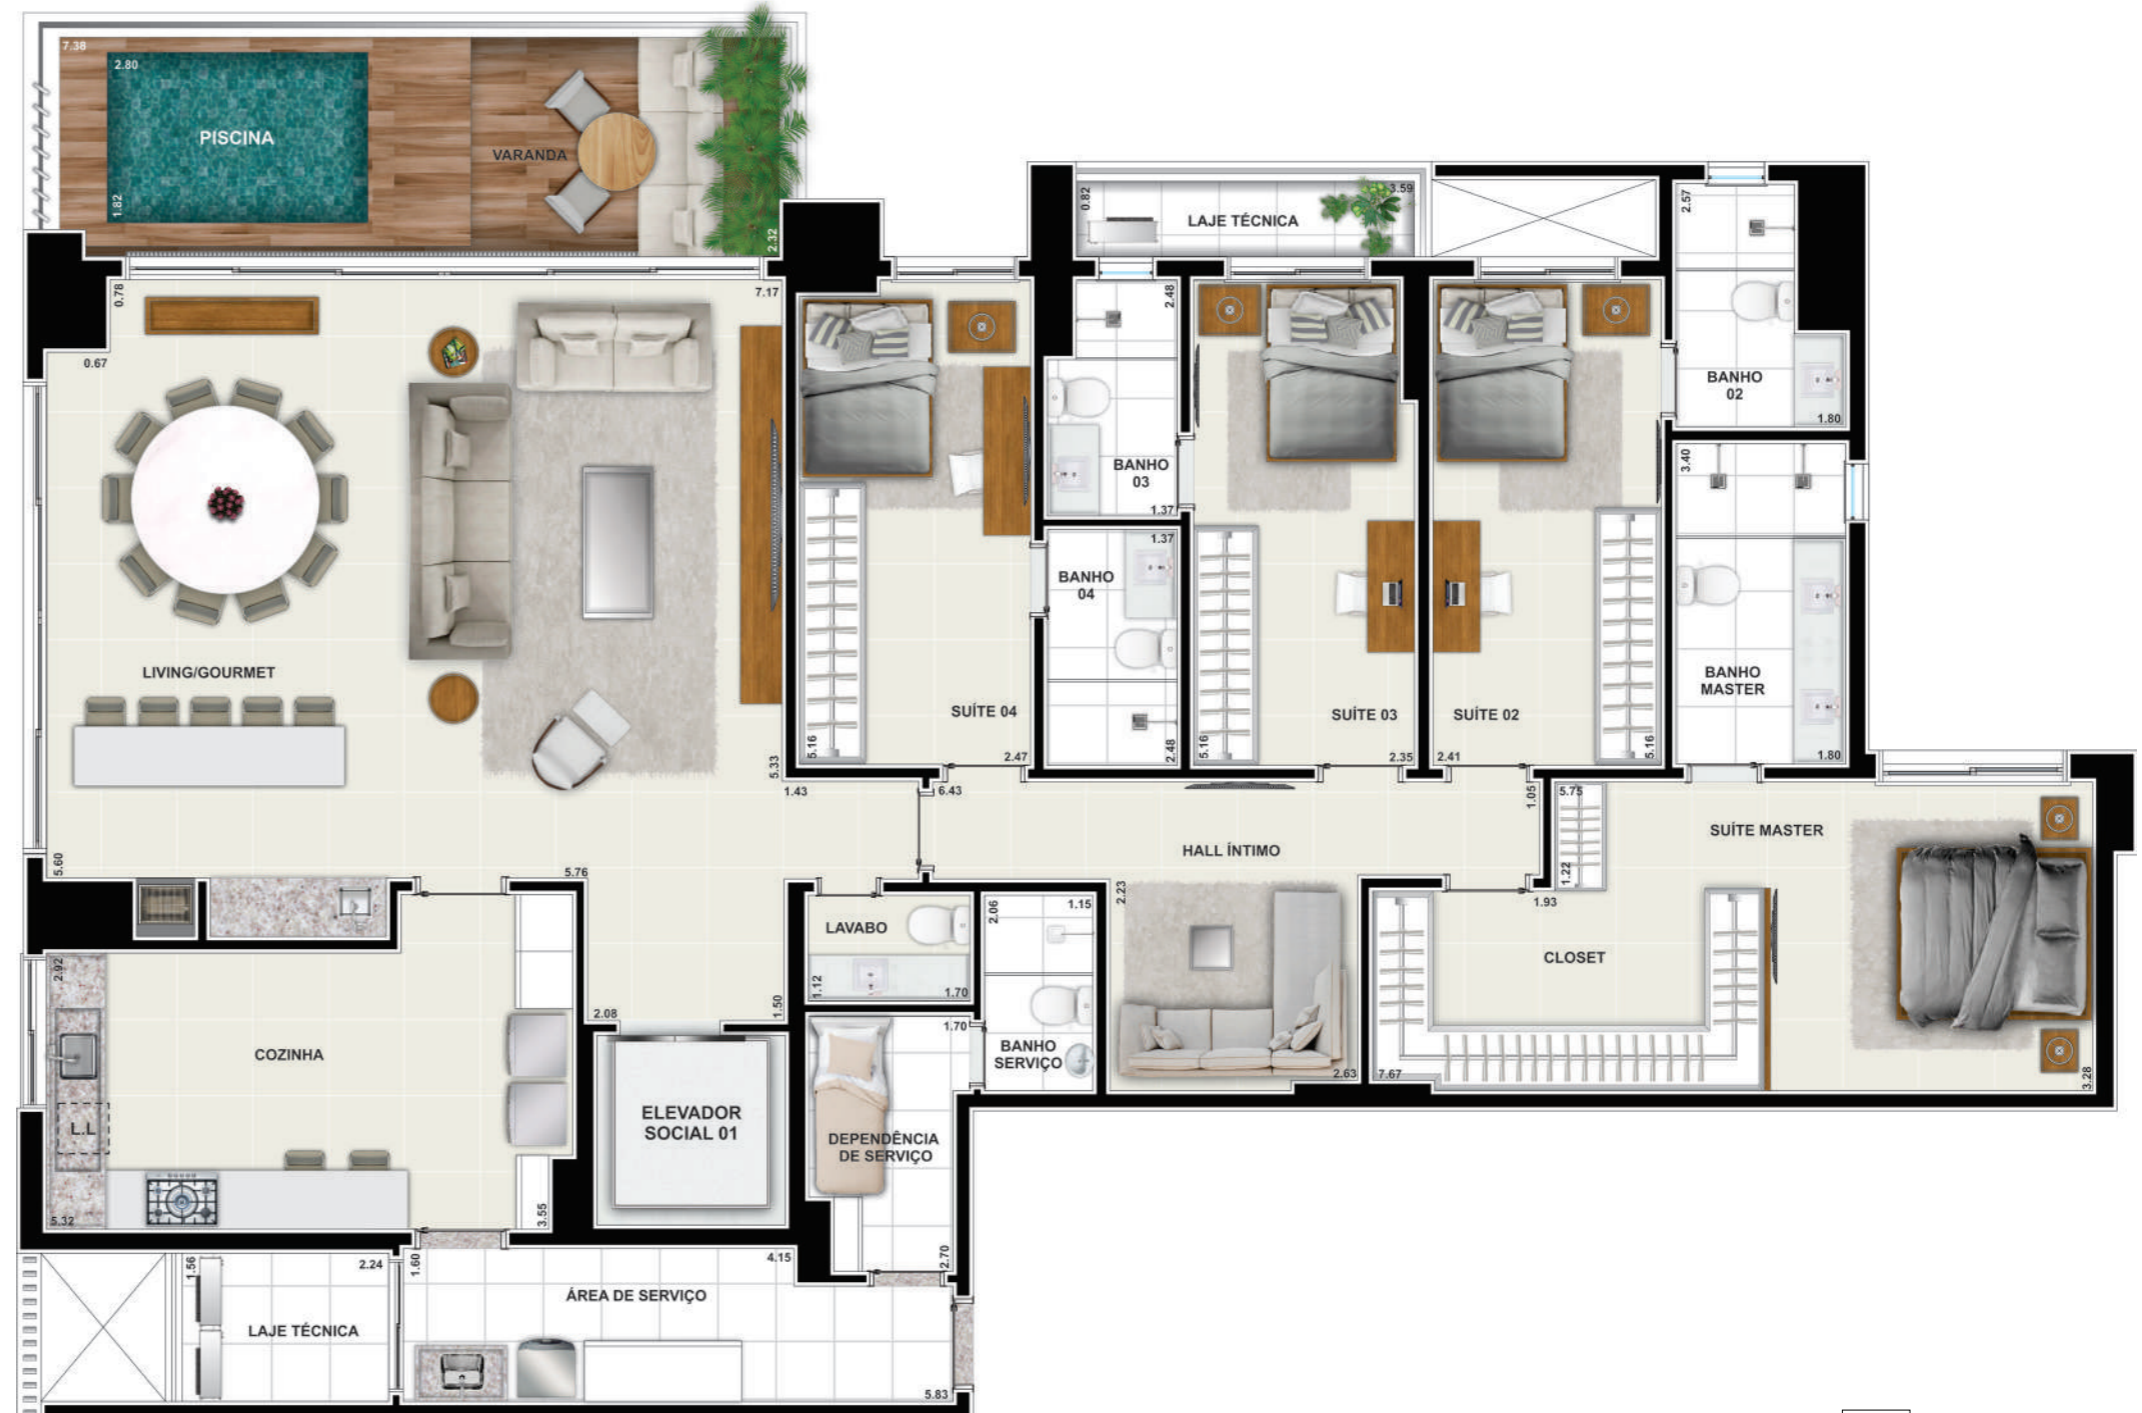 7.38
2.80
PISCINA
1.82
VARANDA
2.32
0.82
3.59
LAJE TÉCNICA
2.57
BANHO
02
1.80
0.78
7.17
0.67
LIVING/GOURMET
5.33
1.43
5.60
5.76
SUÍTE 04
5.16
2.47
2.48
BANHO
03
1.37
1.37
BANHO
04
2.48
SUÍTE 03
5.16
2.35
SUÍTE 02
2.41
5.16
3.40
BANHO
MASTER
1.80
6.43
1.05
HALL ÍNTIMO
2.23
2.63
5.75
SUÍTE MASTER
1.22
1.93
CLOSET
7.67
3.28
LAVABO
1.12
1.70
2.06
1.15
BANHO
SERVIÇO
2.08
1.50
ELEVADOR
SOCIAL 01
1.70
DEPENDÊNCIA
DE SERVIÇO
2.70
2.92
COZINHA
L.L
5.32
3.55
1.56
2.24
LAJE TÉCNICA
1.60
4.15
ÁREA DE SERVIÇO
5.83